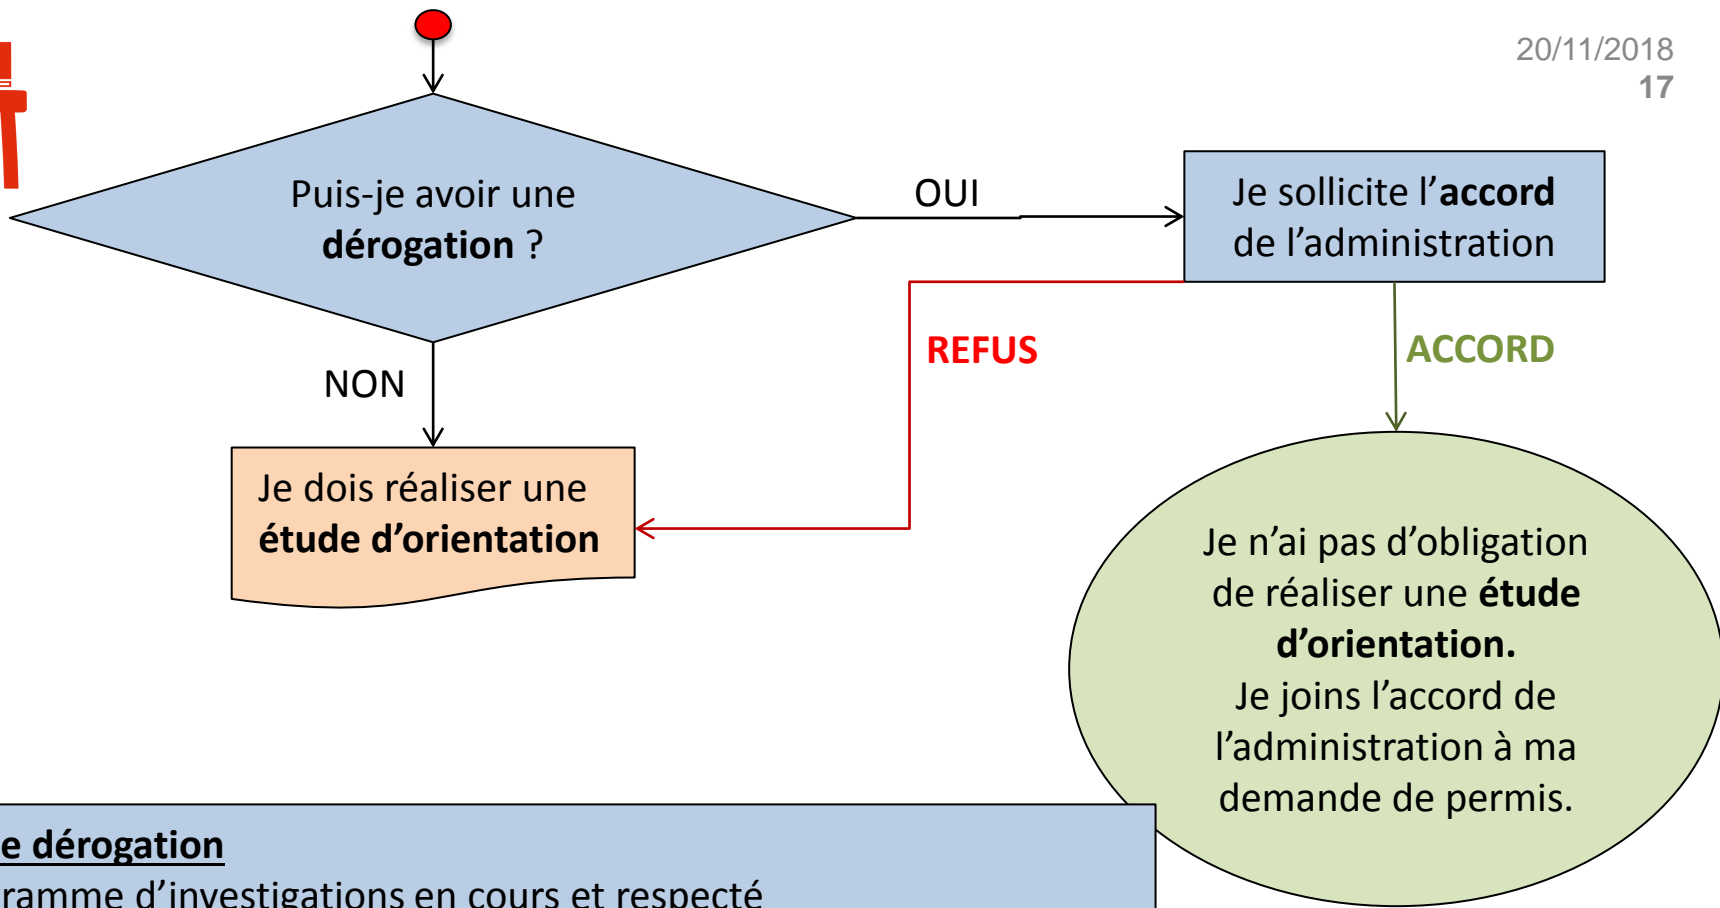 20/11/2018
17
Puis-je avoir une
dérogation ?
OUI
Je sollicite l’accord
de l’administration
REFUS
ACCORD
NON
Je dois réaliser une
étude d’orientation
Je n’ai pas d’obligation
de réaliser une étude
d’orientation.
Je joins l’accord de
l’administration à ma
demande de permis.
dérogation
d’investigations en cours et respecté